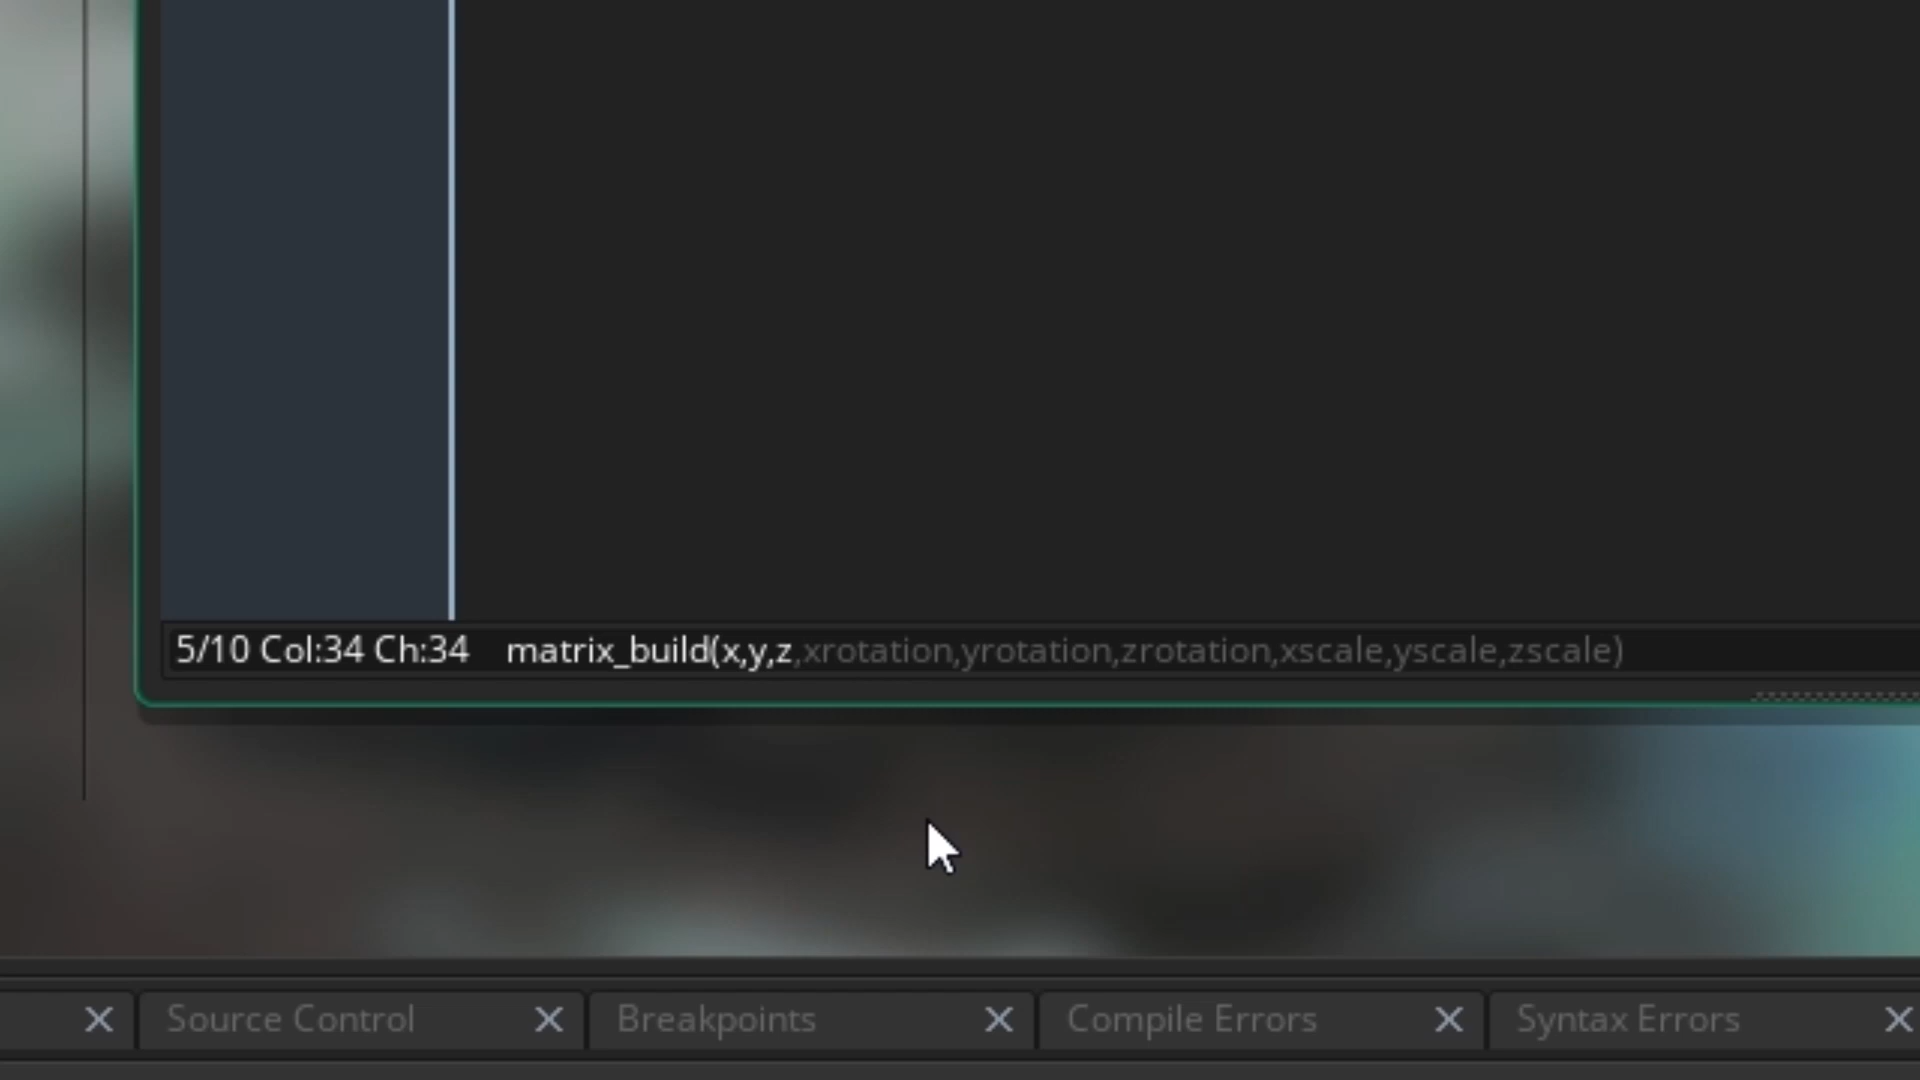 5/10 Col:34 Ch:34 matrix_build(x,y,z,xrotation,yrotation,zrotation,xscale,yscale,zscale)
Source Control Breakpoints Compile Errors Syntax Errors